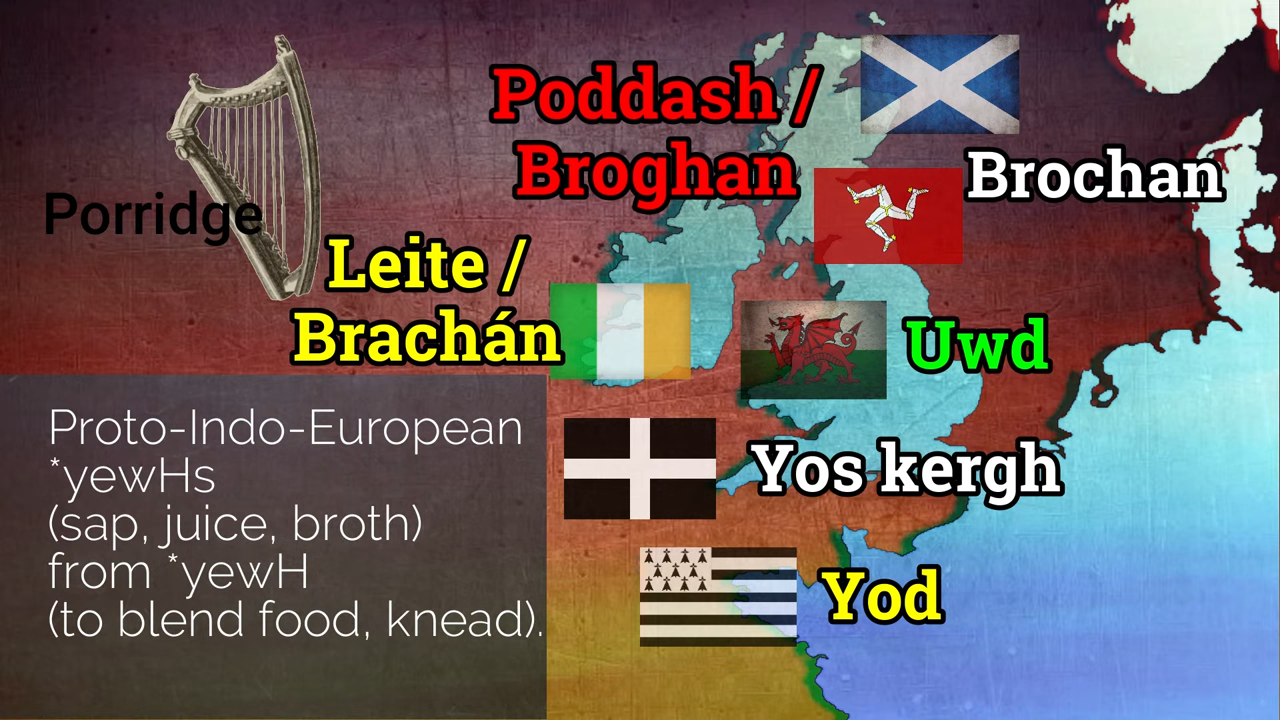 Porridge
Poddash /
Broghan
Brochan
Leite /
Brachán
Uwd
Yos kergh
Yod
Proto-Indo-European
*yewHs
(sap, juice, broth)
from *yewH
(to blend food, knead).